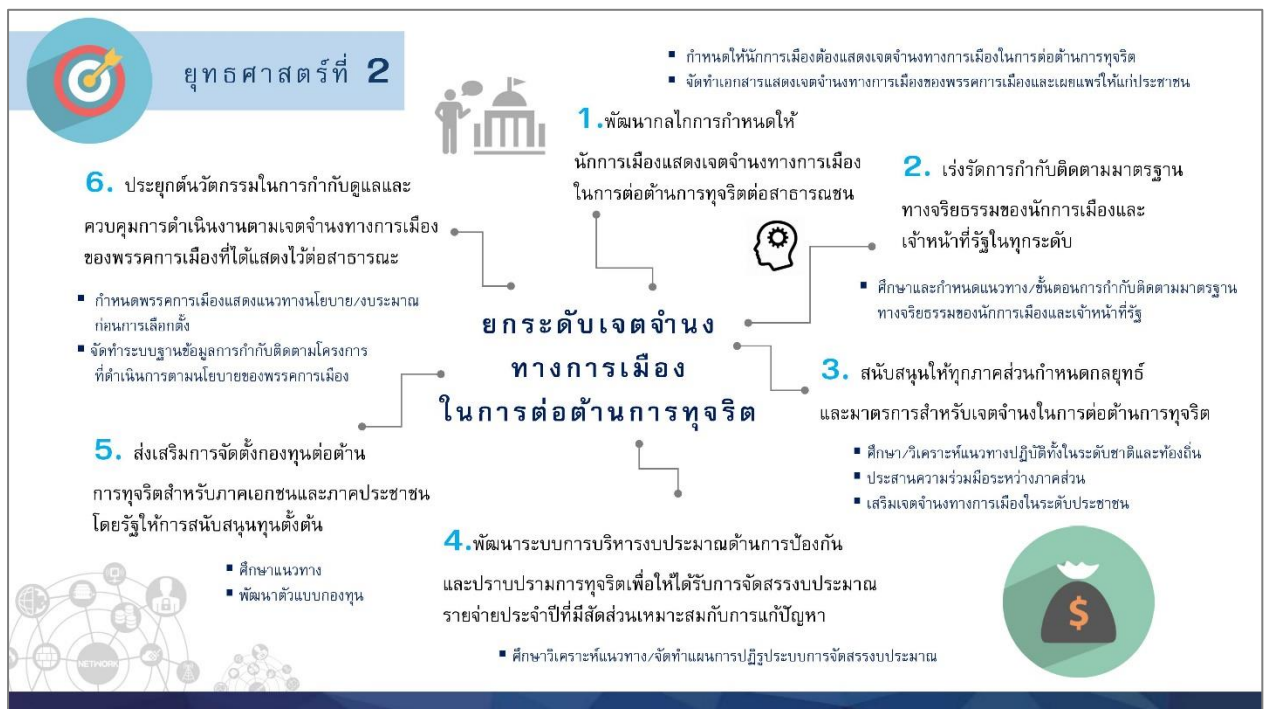 ยุทธศาสตร์ที่ 2
▪ กำหนดให้นักการเมืองต้องแสดงเจตจำนงทางการเมืองในการต่อต้านการทุจริต
▪ จัดทำเอกสารแสดงเจตจำนงทางการเมืองของพรรคการเมืองและเผยแพร่ให้แก่ประชาชน
1.พัฒนากลไกการกำหนดให้
นักการเมืองแสดงเจตจำนงทางการเมือง
ในการต่อต้านการทุจริตต่อสาธารณชน
2. เร่งรัดการกำกับติดตามมาตรฐาน
ทางจริยธรรมของนักการเมืองและ
เจ้าหน้าที่รัฐในทุกระดับ
▪ ศึกษาและกำหนดแนวทาง/ขั้นตอนการกำกับติดตามมาตรฐาน
ทางจริยธรรมของนักการเมืองและเจ้าหน้าที่รัฐ
ยกระดับเจตจำนง
ทางการเมือง
ในการต่อต้านการทุจริต
3. สนับสนุนให้ทุกภาคส่วนกำหนดกลยุทธ์
และมาตรการสำหรับเจตจำนงในการต่อต้านการทุจริต
▪ ศึกษา/วิเคราะห์แนวทางปฏิบัติทั้งในระดับชาติและท้องถิ่น
▪ ประสานความร่วมมือระหว่างภาคส่วน
▪ เสริมเจตจำนงทางการเมืองในระดับประชาชน
4.พัฒนาระบบการบริหารงบประมาณด้านการป้องกัน
และปราบปรามการทุจริตเพื่อให้ได้รับการจัดสรรงบประมาณ
รายจ่ายประจำปีที่มีสัดส่วนเหมาะสมกับการแก้ปัญหา
▪ ศึกษาวิเคราะห์แนวทาง/จัดทำแผนการปฏิรูประบบการจัดสรรงบประมาณ
5. ส่งเสริมการจัดตั้งกองทุนต่อต้าน
การทุจริตสำหรับภาคเอกชนและภาคประชาชน
โดยรัฐให้การสนับสนุนทุนตั้งต้น
▪ ศึกษาแนวทาง
▪ พัฒนาตัวแบบกองทุน
6. ประยุกต์นวัตกรรมในการกำกับดูแลและ
ควบคุมการดำเนินงานตามเจตจำนงทางการเมือง
ของพรรคการเมืองที่ได้แสดงไว้ต่อสาธารณะ
▪ กำหนดพรรคการเมืองแสดงแนวทางนโยบาย/งบประมาณ
ก่อนการเลือกตั้ง
▪ จัดทำระบบฐานข้อมูลการกำกับติดตามโครงการ
ที่ดำเนินการตามนโยบายของพรรคการเมือง
NETWORK
$